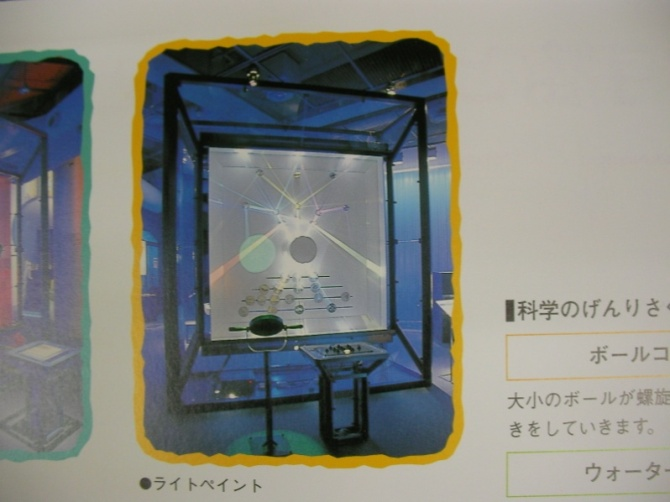 ●ライトペイント
科学のげんりさく
ボールコ
大小のボールが螺旋
きをしていきます。
ウォーター